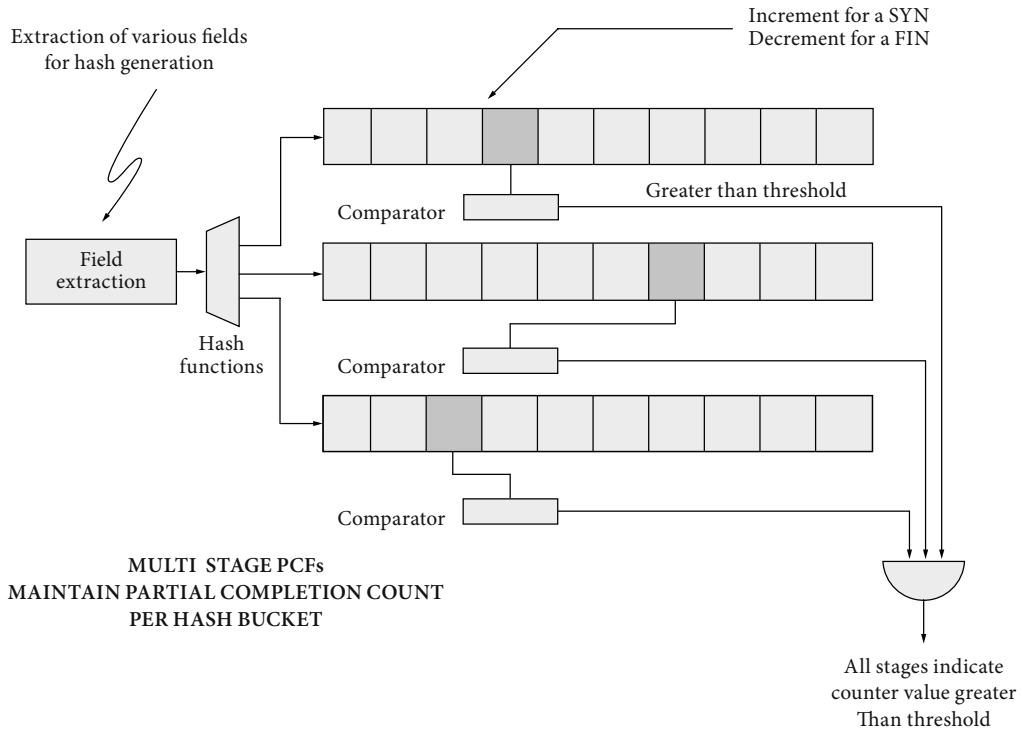 Extraction of various fields
for hash generation
Increment for a SYN
Decrement for a FIN
Comparator
Greater than threshold
Field
extraction
Hash
functions
Comparator
Comparator
MULTI STAGE PCFs
MAINTAIN PARTIAL COMPLETION COUNT
PER HASH BUCKET
All stages indicate
counter value greater
Than threshold